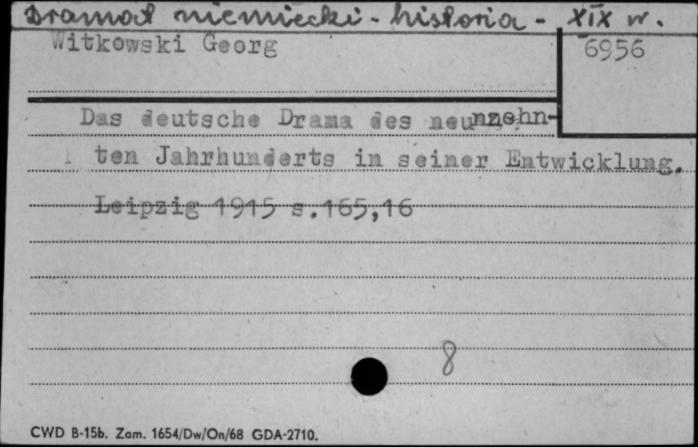 Dramat niemiecki - historia - XIX w.
Witkowski Georg
6956
Das deutsche Drama des neunnzehn-
ten Jahrhunderts in seiner Entwicklung.
Leipzig 1915 s.165,16
8
CWD B-15b. Zam. 1654/Dw/On/68 GDA-2710.